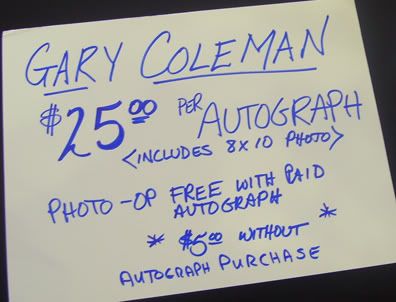 GARY COLEMAN
$25.00 PER AUTOGRAPH
<INCLUDES 8X10 PHOTO>
PHOTO-OP FREE WITH PAID
AUTOGRAPH
* $5.00 WITHOUT *
AUTOGRAPH PURCHASE